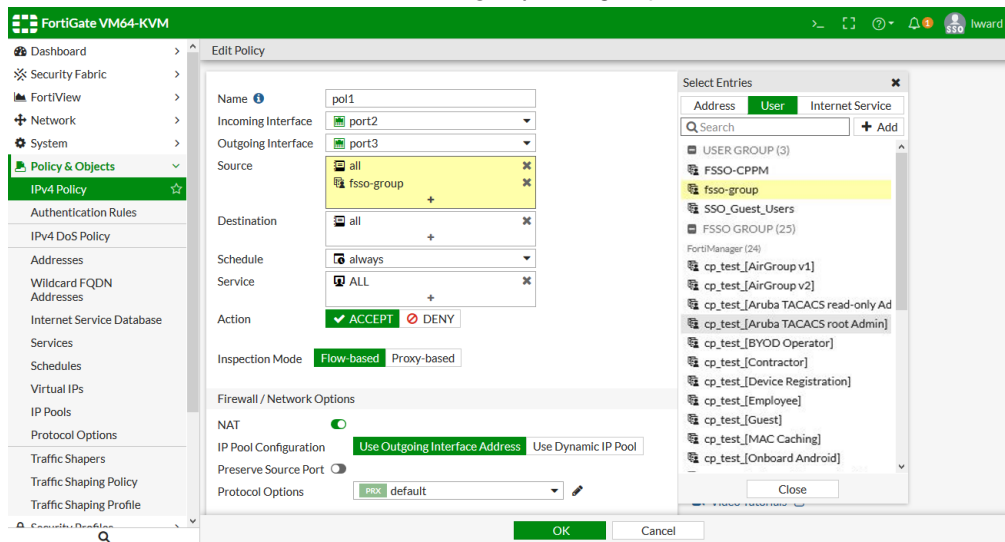 FortiGate VM64-KVM
>_
1
SSO
lward
Dashboard
Security Fabric
FortiView
Network
System
Policy & Objects
IPv4 Policy
Authentication Rules
IPv4 DoS Policy
Addresses
Wildcard FQDN
Addresses
Internet Service Database
Services
Schedules
Virtual IPs
IP Pools
Protocol Options
Traffic Shapers
Traffic Shaping Policy
Traffic Shaping Profile
Security Profiles
Edit Policy
Name pol1
Incoming Interface port2
Outgoing Interface port3
Source all
fsso-group
+
Destination all
+
Schedule always
Service ALL
+
Action ACCEPT DENY
Inspection Mode Flow-based Proxy-based
Firewall / Network Options
NAT
IP Pool Configuration Use Outgoing Interface Address Use Dynamic IP Pool
Preserve Source Port
Protocol Options PRX default
OK Cancel
Select Entries
Address User Internet Service
Search + Add
USER GROUP (3)
FSSO-CPPM
fsso-group
SSO_Guest_Users
FSSO GROUP (25)
FortiManager (24)
cp_test_[AirGroup v1]
cp_test_[AirGroup v2]
cp_test_[Aruba TACACS read-only Ad
cp_test_[Aruba TACACS root Admin]
cp_test_[BYOD Operator]
cp_test_[Contractor]
cp_test_[Device Registration]
cp_test_[Employee]
cp_test_[Guest]
cp_test_[MAC Caching]
cp_test_[Onboard Android]
Close
Video Tutorials